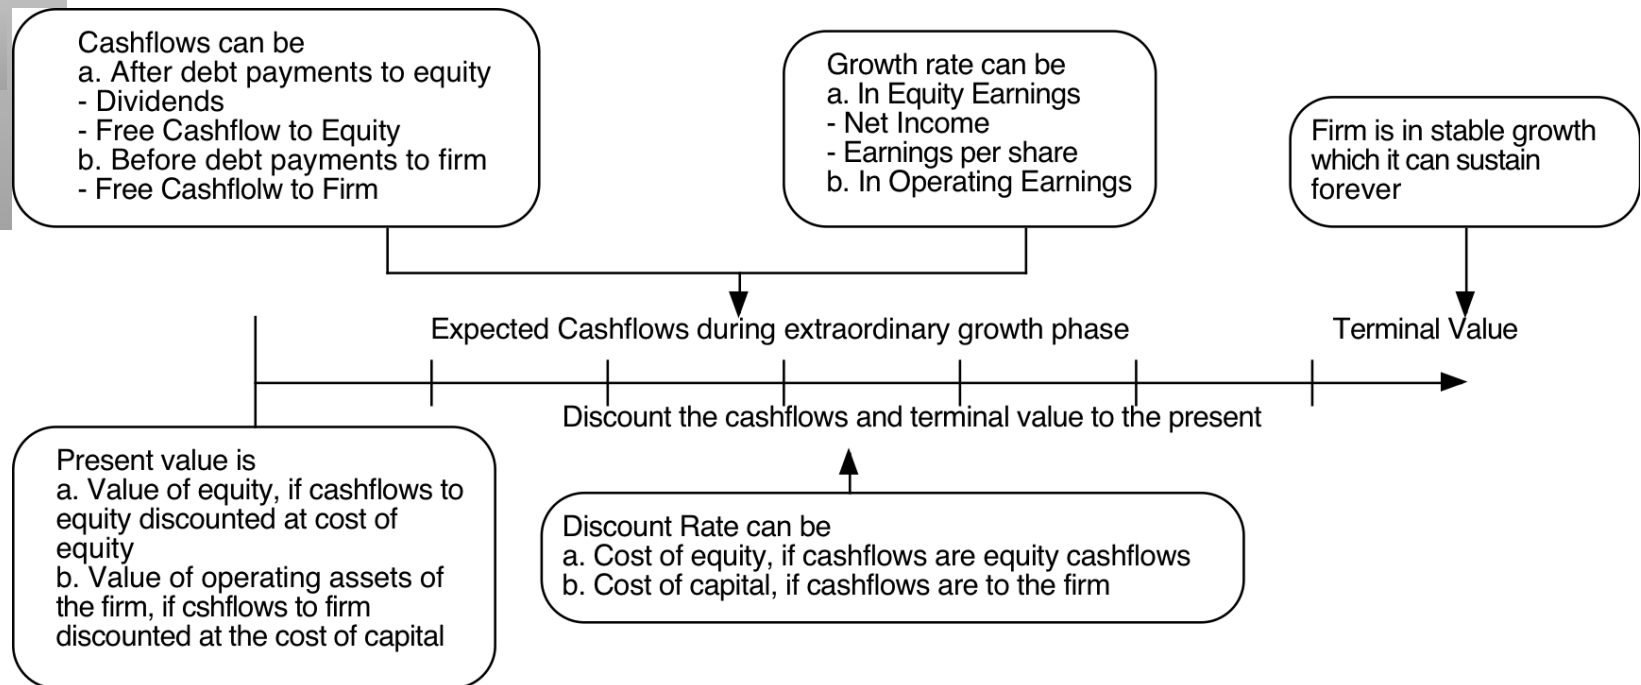 Cashflows can be
a. After debt payments to equity
- Dividends
- Free Cashflow to Equity
b. Before debt payments to firm
- Free Cashflolw to Firm
Growth rate can be
a. In Equity Earnings
- Net Income
- Earnings per share
b. In Operating Earnings
Firm is in stable growth
which it can sustain
forever
Expected Cashflows during extraordinary growth phase
Terminal Value
Discount the cashflows and terminal value to the present
Present value is
a. Value of equity, if cashflows to
equity discounted at cost of
equity
b. Value of operating assets of
the firm, if cshflows to firm
discounted at the cost of capital
Discount Rate can be
a. Cost of equity, if cashflows are equity cashflows
b. Cost of capital, if cashflows are to the firm